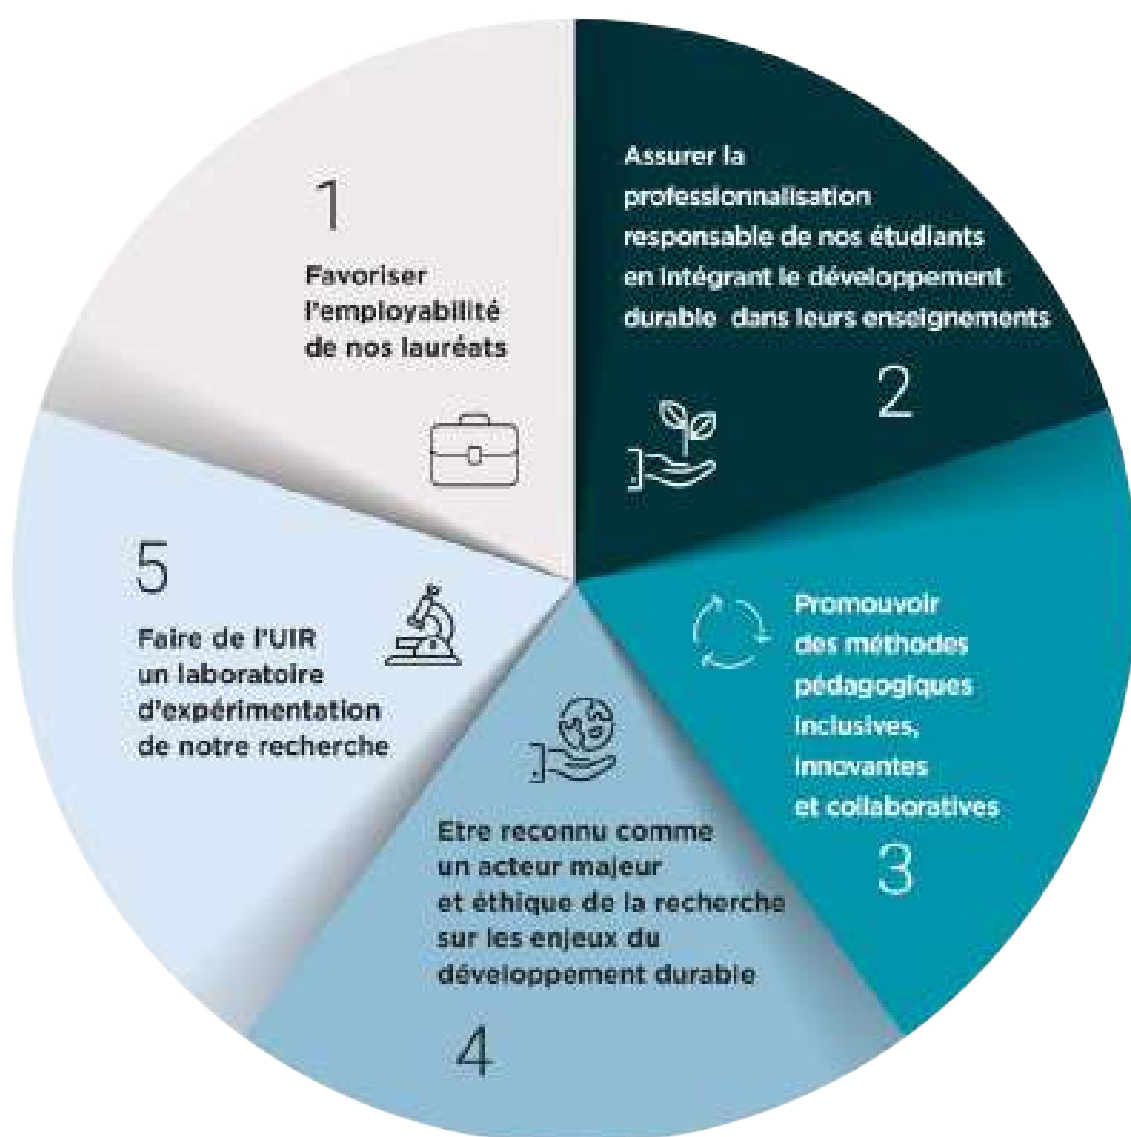 1
Favoriser
l'employabilité
de nos lauréats
Assurer la
professionnalisation
responsable de nos étudiants
en intégrant le développement
durable dans leurs enseignements
2
Promouvoir
des méthodes
pédagogiques
inclusives,
innovantes
et collaboratives
3
Etre reconnu comme
un acteur majeur
et éthique de la recherche
sur les enjeux du
développement durable
4
5
Faire de l'UIR
un laboratoire
d'expérimentation
de notre recherche